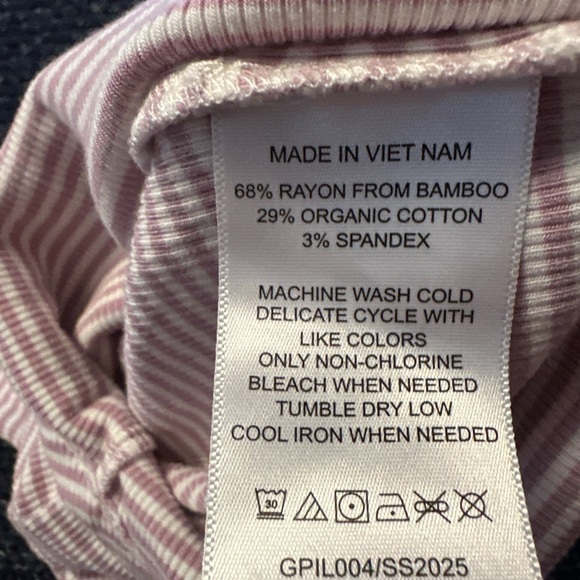 MADE IN VIET NAM
68% RAYON FROM BAMBOO
29% ORGANIC COTTON
3% SPANDEX
MACHINE WASH COLD
DELICATE CYCLE WITH
LIKE COLORS
ONLY NON-CHLORINE
BLEACH WHEN NEEDED
TUMBLE DRY LOW
COOL IRON WHEN NEEDED
30
GPIL004/SS2025